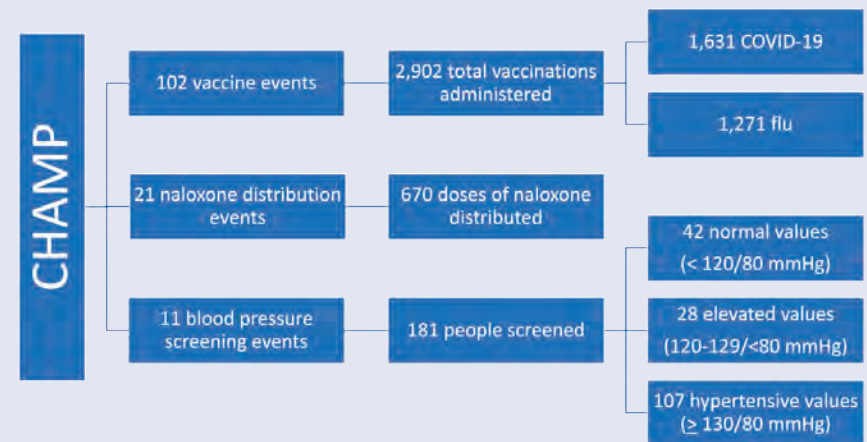 CHAMP
102 vaccine events
2,902 total vaccinations
administered
1,631 COVID-19
1,271 flu
21 naloxone distribution
events
670 doses of naloxone
distributed
11 blood pressure
screening events
181 people screened
42 normal values
(< 120/80 mmHg)
28 elevated values
(120-129/<80 mmHg)
107 hypertensive values
(≥ 130/80 mmHg)